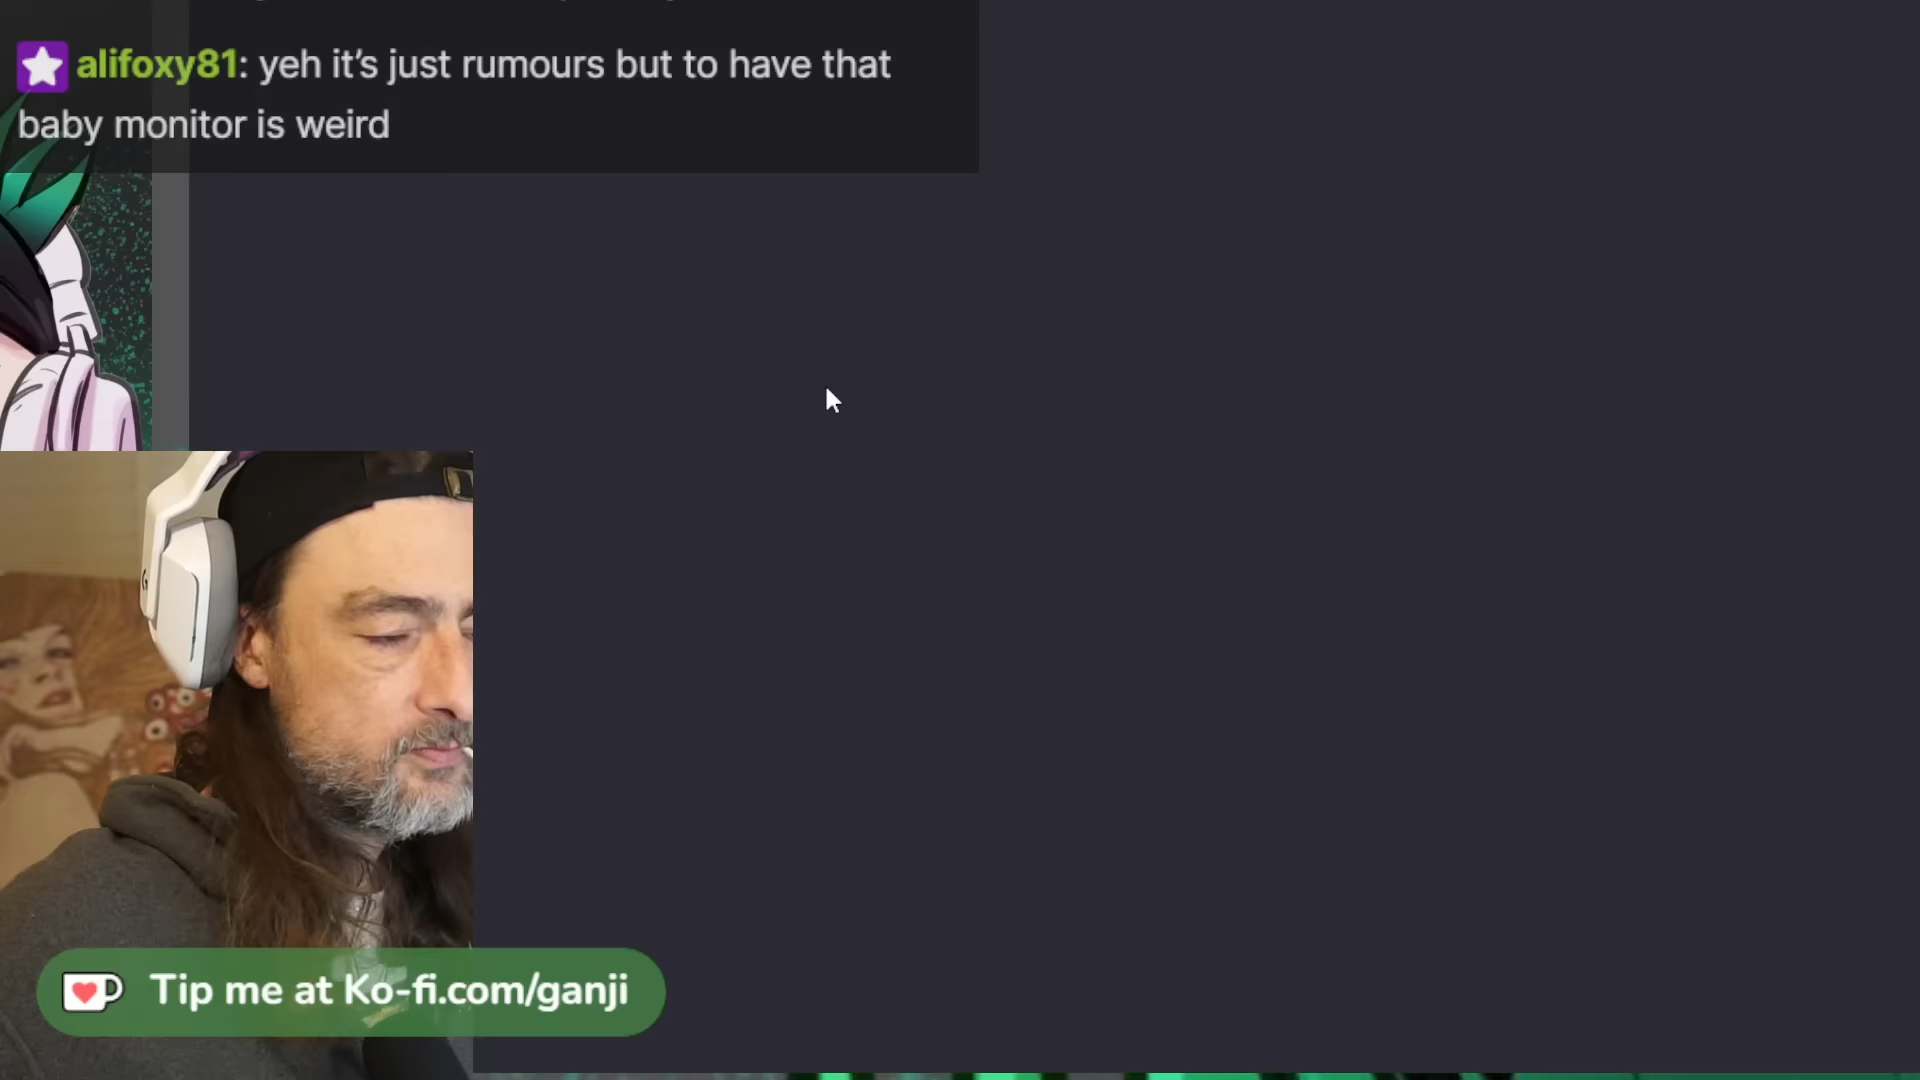 alifoxy81: yeh it's just rumours but to have that
baby monitor is weird
Tip me at Ko-fi.com/ganji